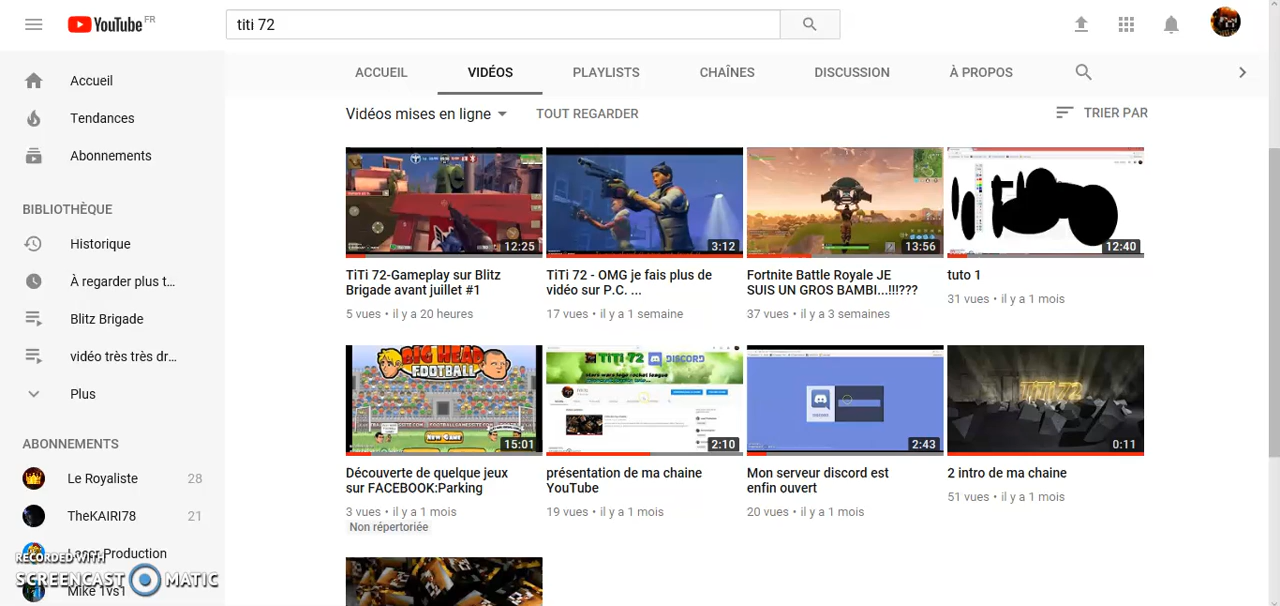 YouTube FR
titi 72
ACCUEIL VIDÉOS PLAYLISTS CHAÎNES DISCUSSION À PROPOS
Vidéos mises en ligne TOUT REGARDER TRIER PAR
Accueil
Tendances
Abonnements
BIBLIOTHÈQUE
Historique
À regarder plus t...
Blitz Brigade
vidéo très très dr...
Plus
ABONNEMENTS
Le Royaliste 28
TheKAIRI78 21
Production
Mike 1vs1
RECORDED WITH
SCREENCAST MATIC
12:25
TiTi 72-Gameplay sur Blitz
Brigade avant juillet #1
5 vues • il y a 20 heures
3:12
TiTi 72 - OMG je fais plus de
vidéo sur P.C. ...
17 vues • il y a 1 semaine
13:56
Fortnite Battle Royale JE
SUIS UN GROS BAMBI...!!!???
37 vues • il y a 3 semaines
12:40
tuto 1
31 vues • il y a 1 mois
BIG HEAD
FOOTBALL
NEW GAME
15:01
Découverte de quelque jeux
sur FACEBOOK:Parking
3 vues • il y a 1 mois
Non répertoriée
TITI 72 DISCORD
2:10
présentation de ma chaine
YouTube
19 vues • il y a 1 mois
2:43
Mon serveur discord est
enfin ouvert
20 vues • il y a 1 mois
TITI 72
0:11
2 intro de ma chaine
51 vues • il y a 1 mois